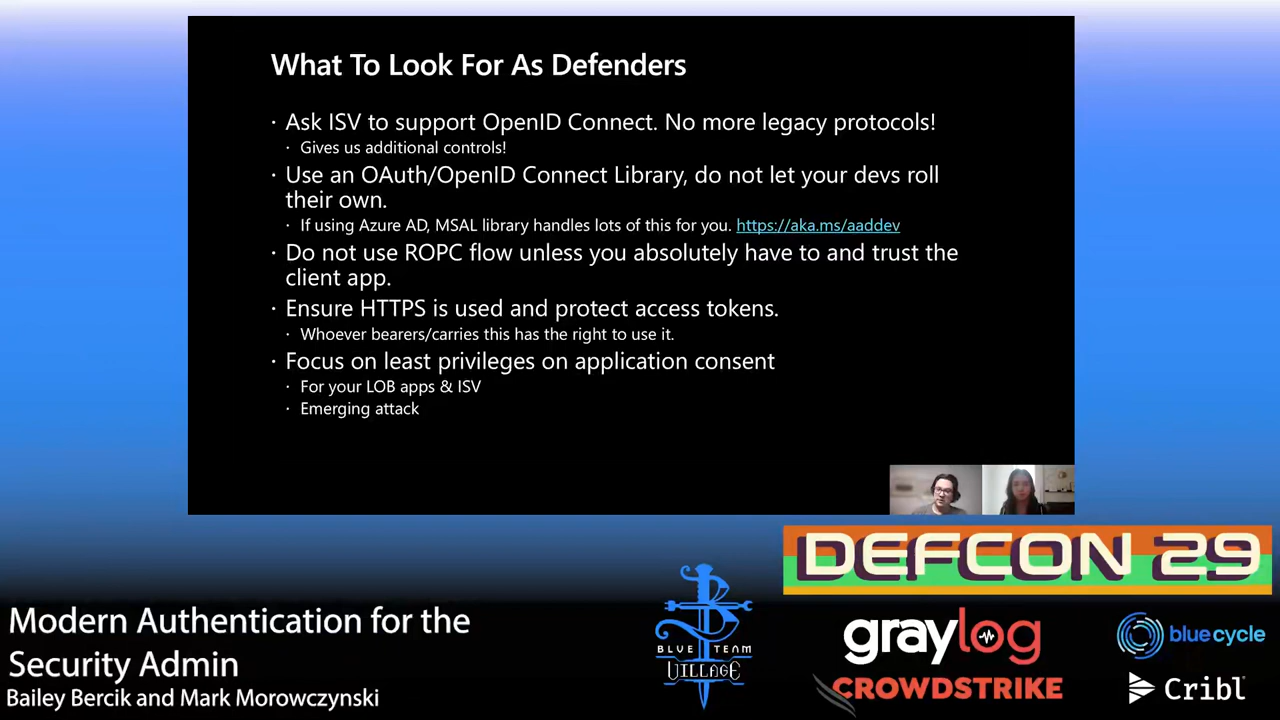 What To Look For As Defenders
· Ask ISV to support OpenID Connect. No more legacy protocols!
· Gives us additional controls!
· Use an OAuth/OpenID Connect Library, do not let your devs roll
their own.
· If using Azure AD, MSAL library handles lots of this for you. https://aka.ms/aaddev
· Do not use ROPC flow unless you absolutely have to and trust the
client app.
· Ensure HTTPS is used and protect access tokens.
· Whoever bearers/carries this has the right to use it.
· Focus on least privileges on application consent
· For your LOB apps & ISV
· Emerging attack
DEFCON 29
Modern Authentication for the
Security Admin
Bailey Bercik and Mark Morowczynski
BLUE TEAM
VILLAGE
graylog
CROWDSTRIKE
bluecycle
Cribl